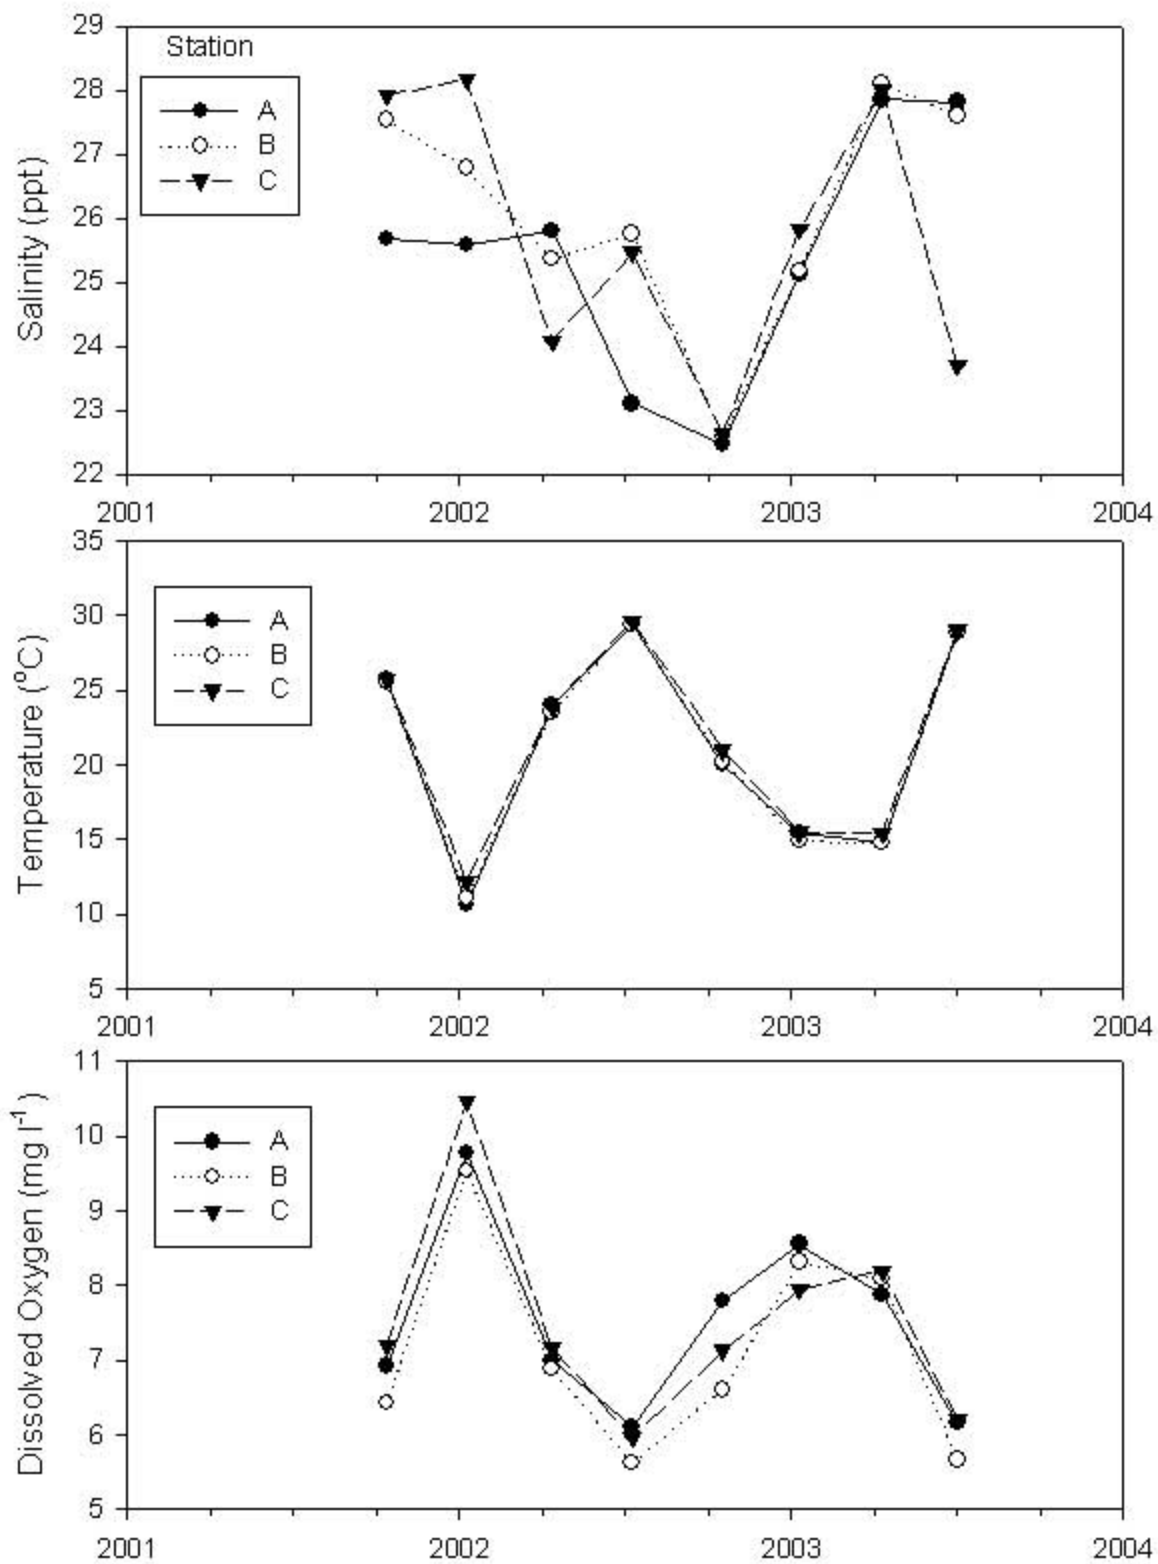 29
Station
28
A
27
B
C
26
25
24
23
22
Salinity (ppt)
2001 2002 2003 2004
35
30
A
B
25
C
20
15
10
5
Temperature (°C)
2001 2002 2003 2004
11
10
A
B
9
C
8
7
6
5
Dissolved Oxygen (mg l⁻¹)
2001 2002 2003 2004